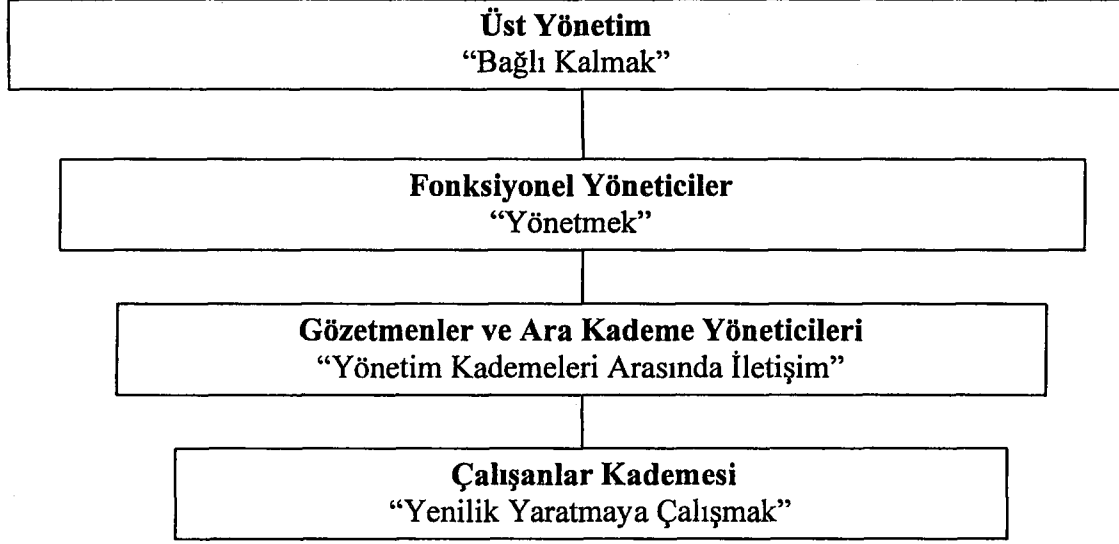 Üst Yönetim
“Bağlı Kalmak”
Fonksiyonel Yöneticiler
“Yönetmek”
Gözetmenler ve Ara Kademe Yöneticileri
“Yönetim Kademeleri Arasında İletişim”
Çalışanlar Kademesi
“Yenilik Yaratmaya Çalışmak”